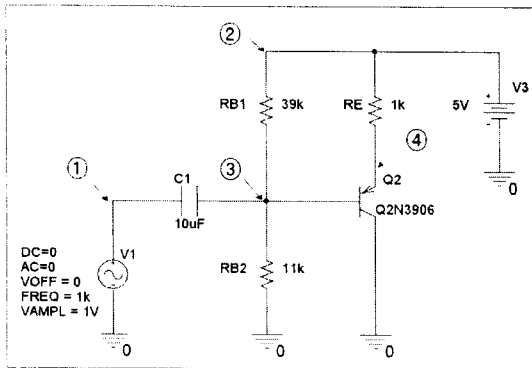 ②
V3
RB1 39k RE 1k 5V
+
-
④
①
C1
③
Q2
0
10uF
Q2N3906
DC=0
AC=0
VOFF = 0
FREQ = 1k
VAMPL = 1V
V1
RB2 11k
0 0 0